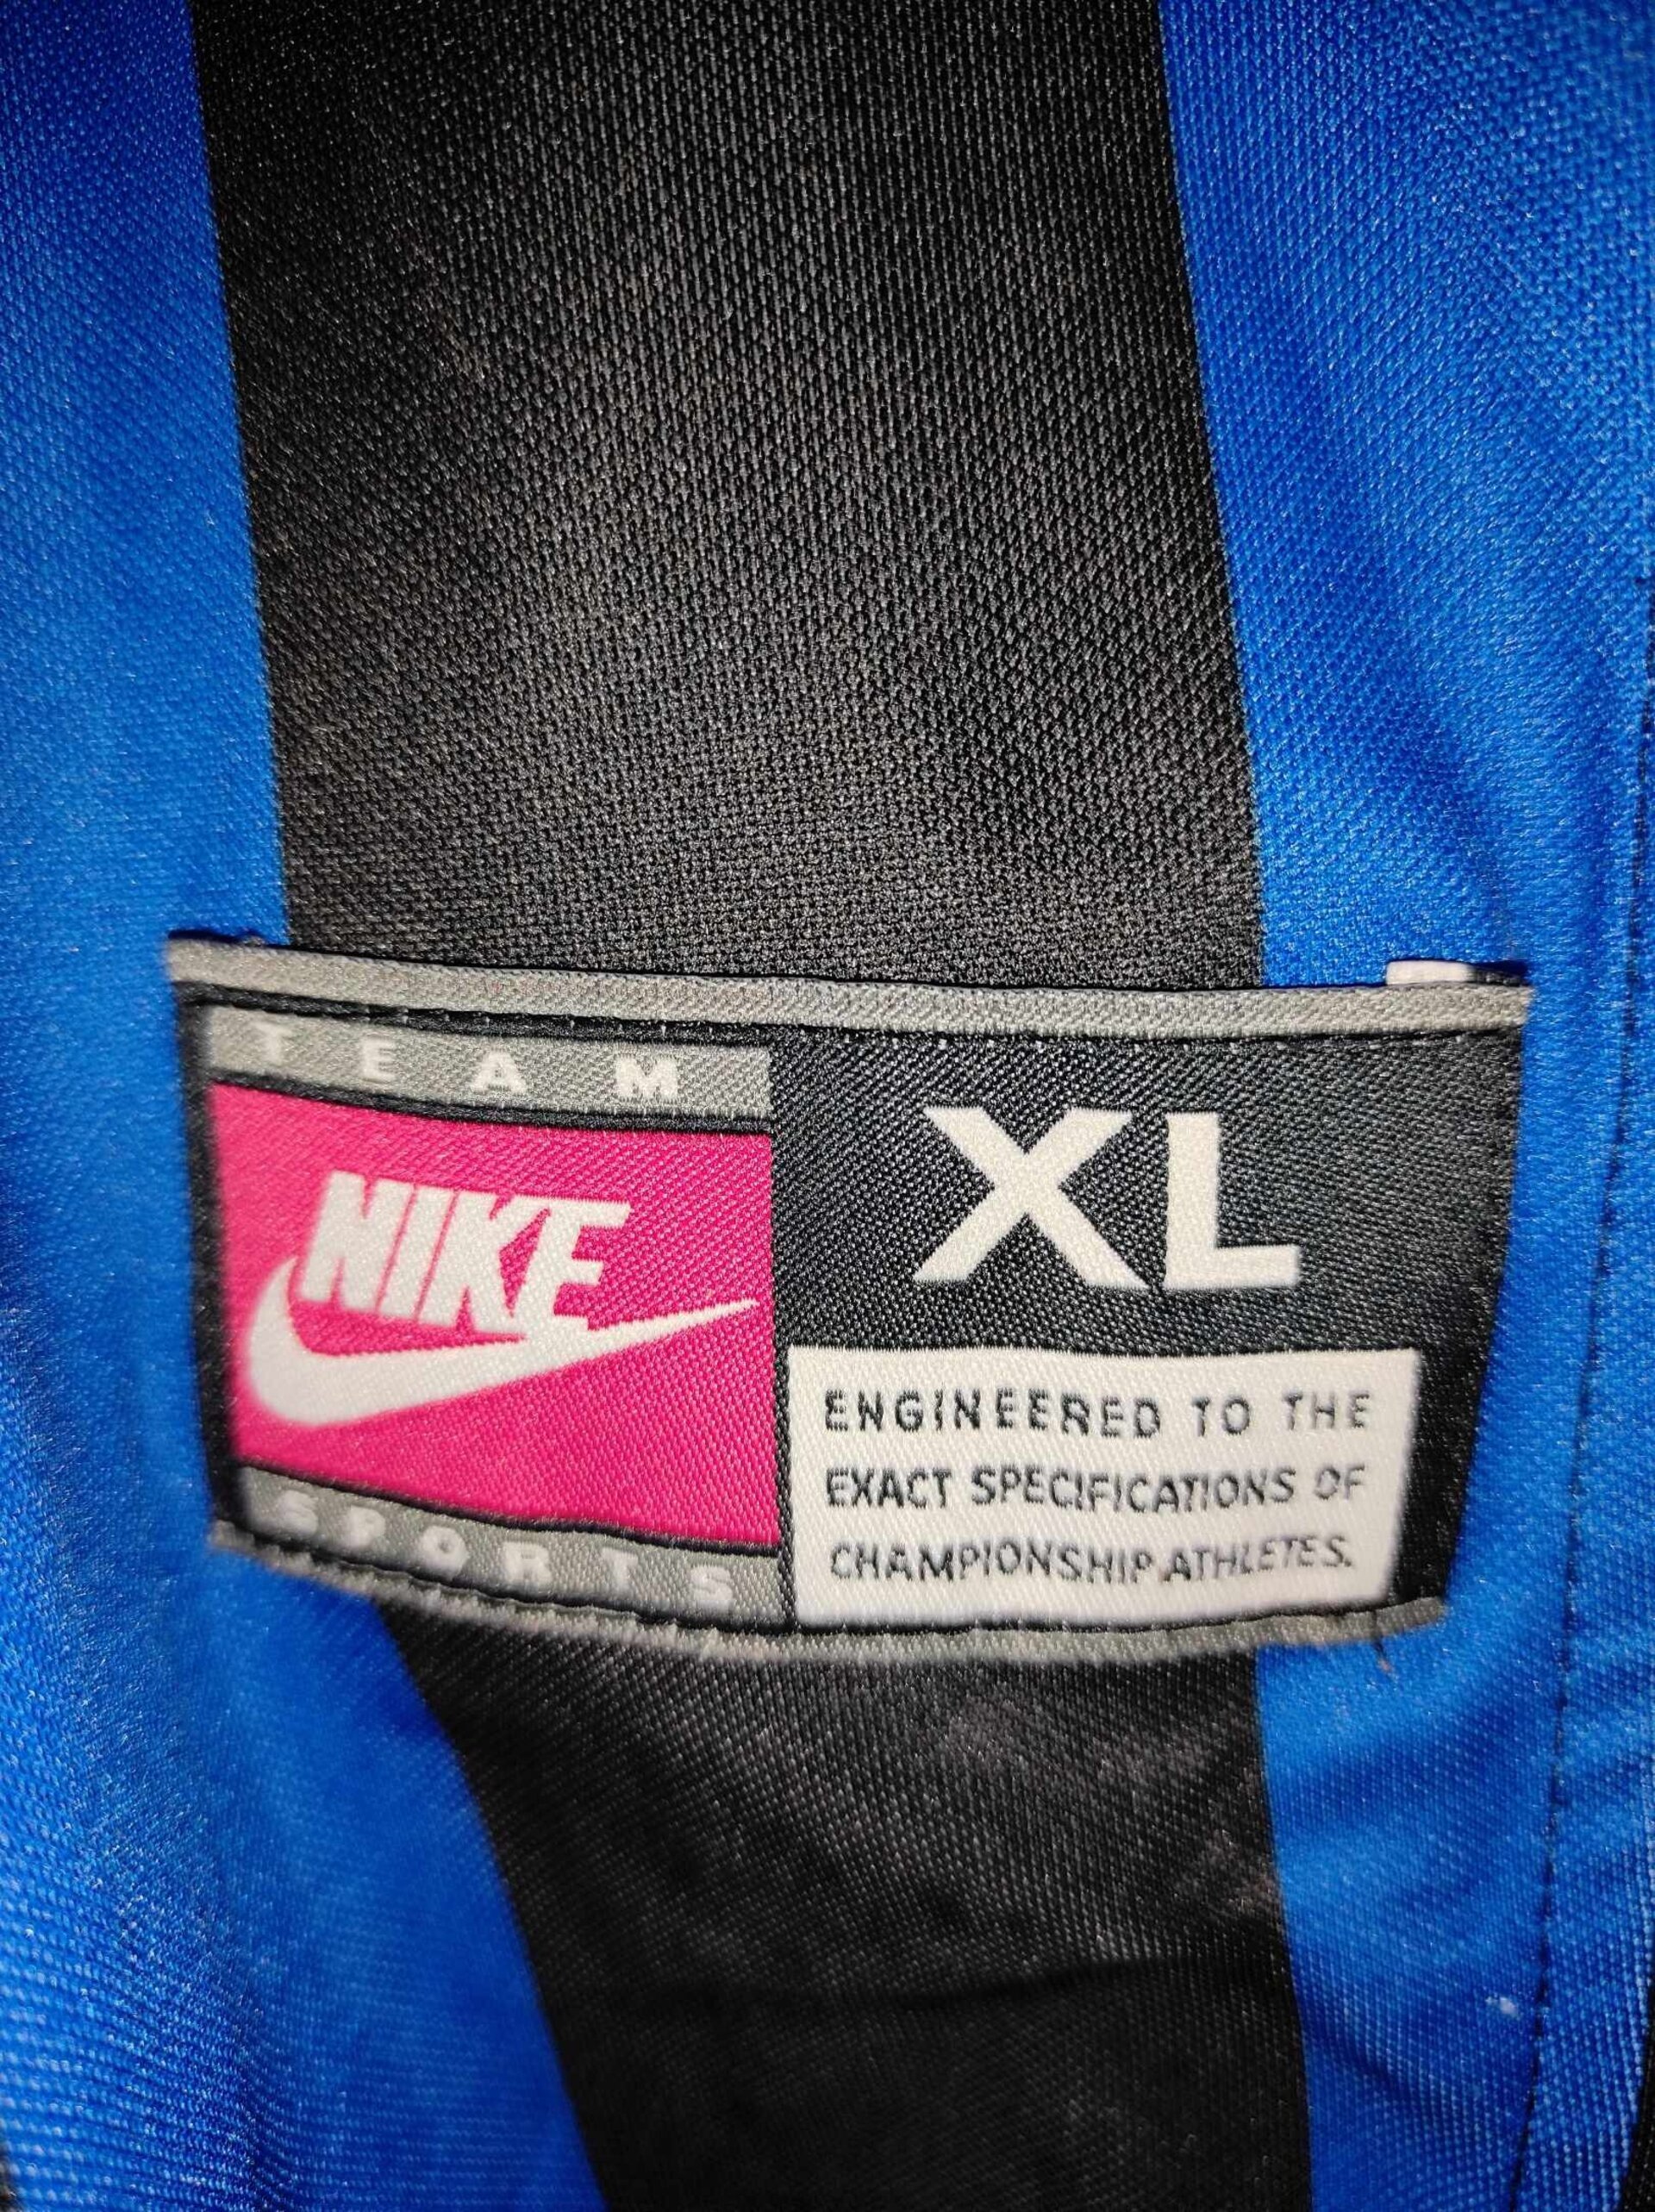 TEAM
NIKE
SPORTS
XL
ENGINEERED TO THE
EXACT SPECIFICATIONS OF
CHAMPIONSHIP ATHLETES.